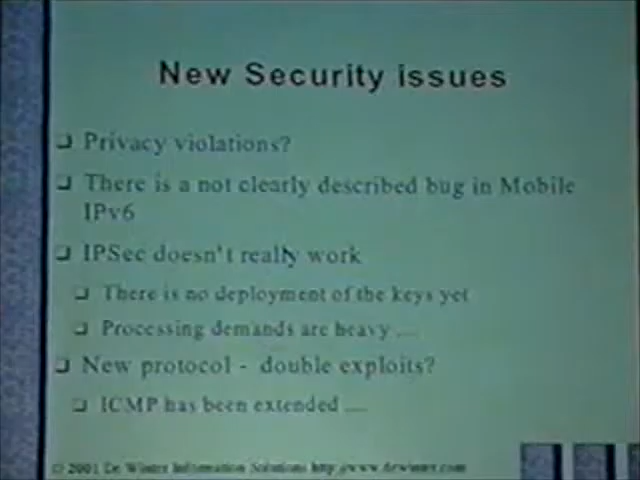 New Security issues
Privacy violations?
There is a not clearly described bug in Mobile
IPv6
IPSec doesn't really work
There is no deployment of the keys yet
Processing demands are heavy ...
New protocol - double exploits?
ICMP has been extended ....
© 2001 De Winter Information Solutions http://www.dewinter.com